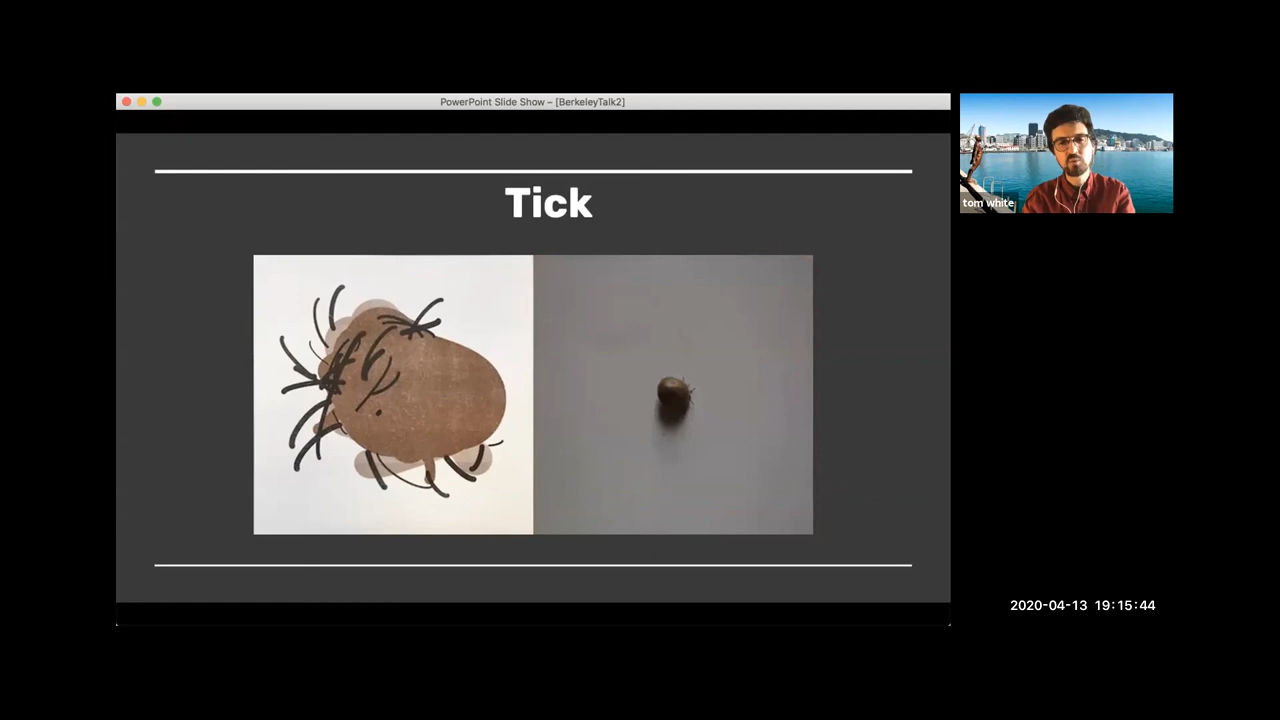 PowerPoint Slide Show – [BerkeleyTalk2]
Tick
tom white
2020-04-13 19:15:44